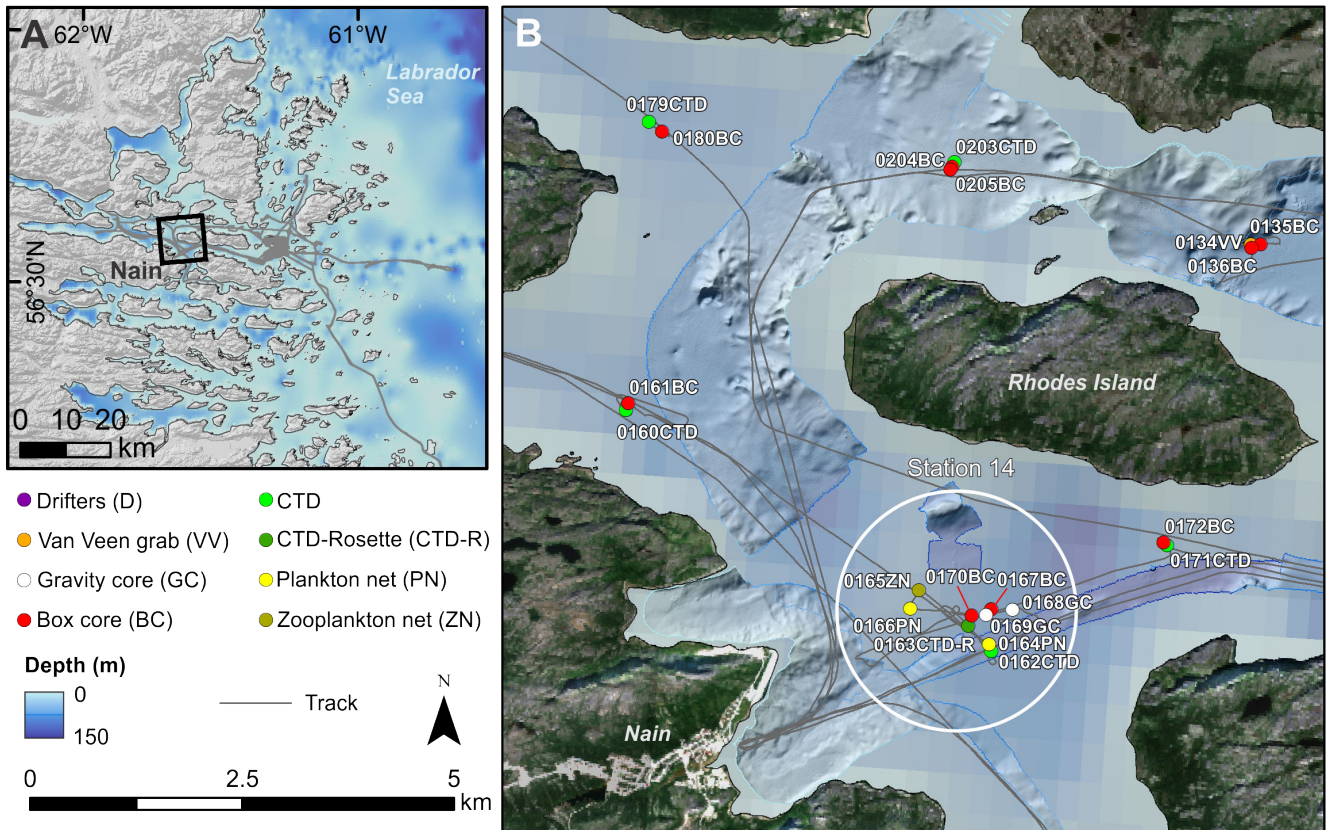 A
62°W
61°W
Labrador
Sea
Nain
56°30'N
0 10 20
km
Drifters (D)
CTD
Van Veen grab (VV)
CTD-Rosette (CTD-R)
Gravity core (GC)
Plankton net (PN)
Box core (BC)
Zooplankton net (ZN)
Depth (m)
0
150
Track
N
0 2.5 5
km
B
0179CTD
0180BC
0203CTD
0204BC
0205BC
0135BC
0134VV
0136BC
Rhodes Island
0161BC
0160CTD
Station 14
0172BC
0171CTD
0165ZN
0170BC
0167BC
0168GC
0166PN
0169GC
0163CTD-R
0164PN
0162CTD
Nain